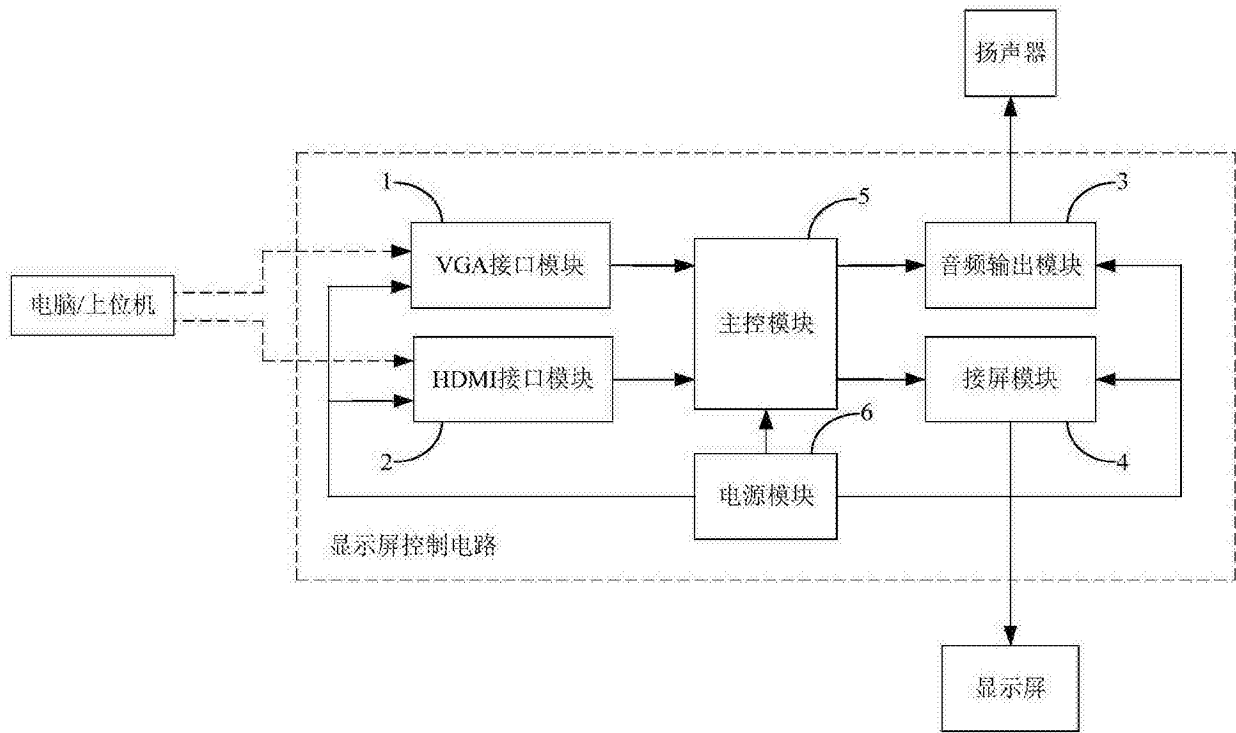 扬声器
1
5
3
VGA接口模块
音频输出模块
电脑/上位机
主控模块
HDMI接口模块
接屏模块
6
2
4
电源模块
显示屏控制电路
显示屏